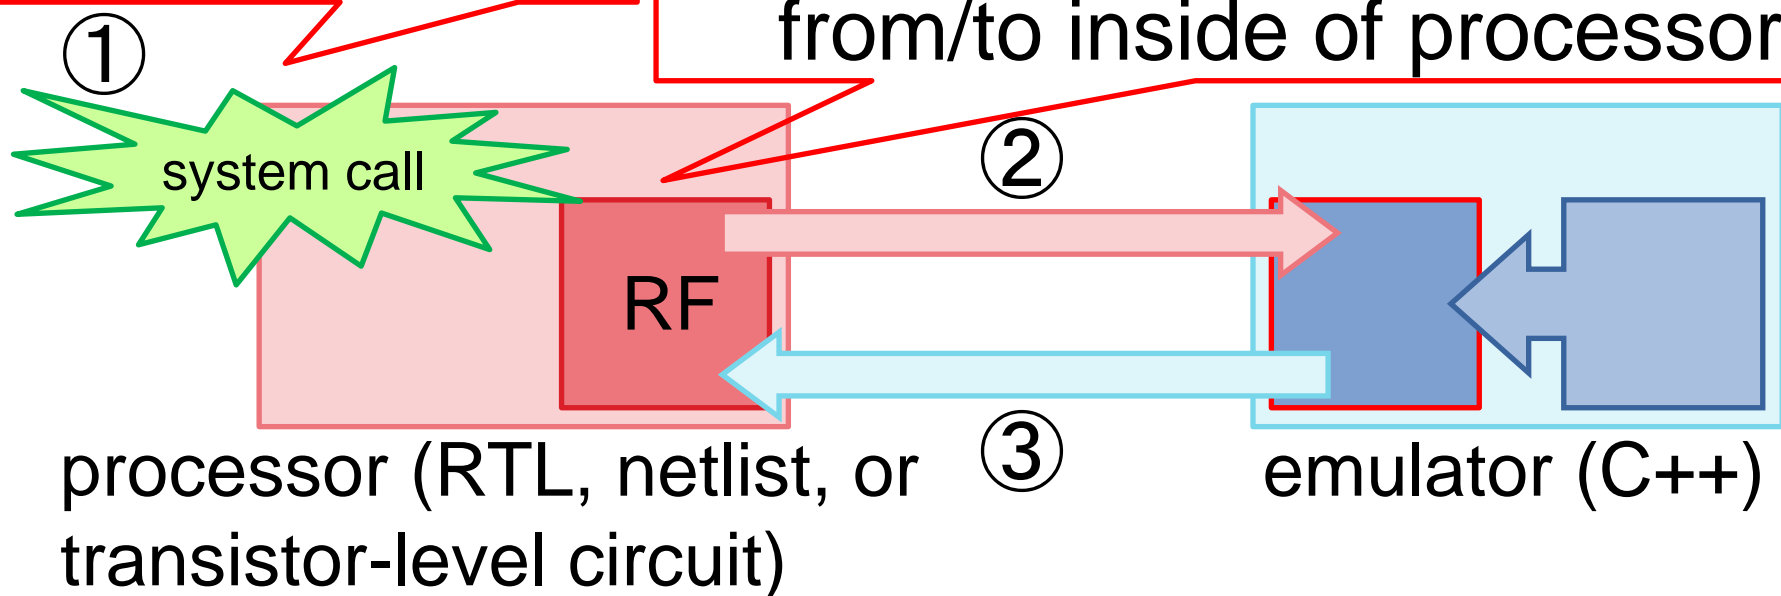 ①
from/to inside of processor
②
system call
RF
③
processor (RTL, netlist, or
transistor-level circuit)
emulator (C++)